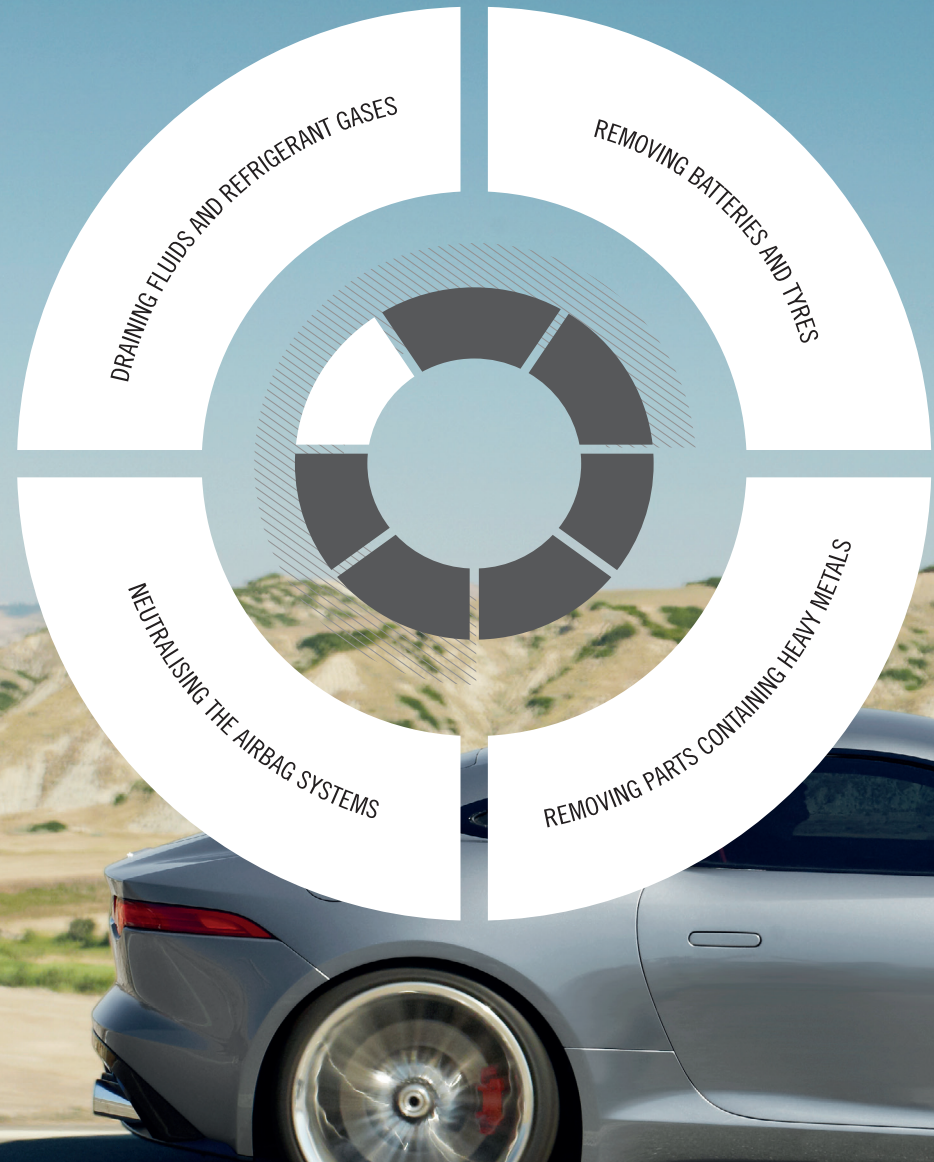 DRAINING FLUIDS AND REFRIGERANT GASES
REMOVING BATTERIES AND TYRES
NEUTRALISING THE AIRBAG SYSTEMS
REMOVING PARTS CONTAINING HEAVY METALS